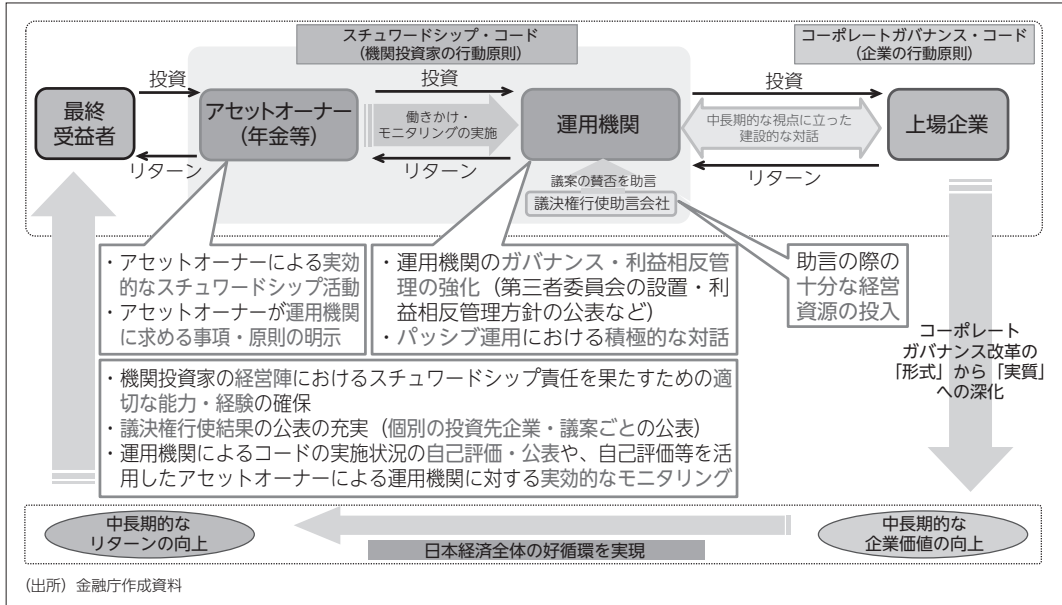 スチュワードシップ・コード
(機関投資家の行動原則)
コーポレートガバナンス・コード
(企業の行動原則)
投資
投資
投資
最終
受益者
アセットオーナー
(年金等)
働きかけ・
モニタリングの実施
運用機関
中長期的な視点に立った
建設的な対話
上場企業
リターン
リターン
リターン
議案の賛否を助言
議決権行使助言会社
・アセットオーナーによる実効
的なスチュワードシップ活動
・アセットオーナーが運用機関
に求める事項・原則の明示
・運用機関のガバナンス・利益相反管
理の強化(第三者委員会の設置・利
益相反管理方針の公表など)
・パッシブ運用における積極的な対話
助言の際の
十分な経営
資源の投入
コーポレート
ガバナンス改革の
「形式」から「実質」
への深化
・機関投資家の経営陣におけるスチュワードシップ責任を果たすための適
切な能力・経験の確保
・議決権行使結果の公表の充実(個別の投資先企業・議案ごとの公表)
・運用機関によるコードの実施状況の自己評価・公表や、自己評価等を活
用したアセットオーナーによる運用機関に対する実効的なモニタリング
中長期的な
リターンの向上
日本経済全体の好循環を実現
中長期的な
企業価値の向上
(出所)金融庁作成資料